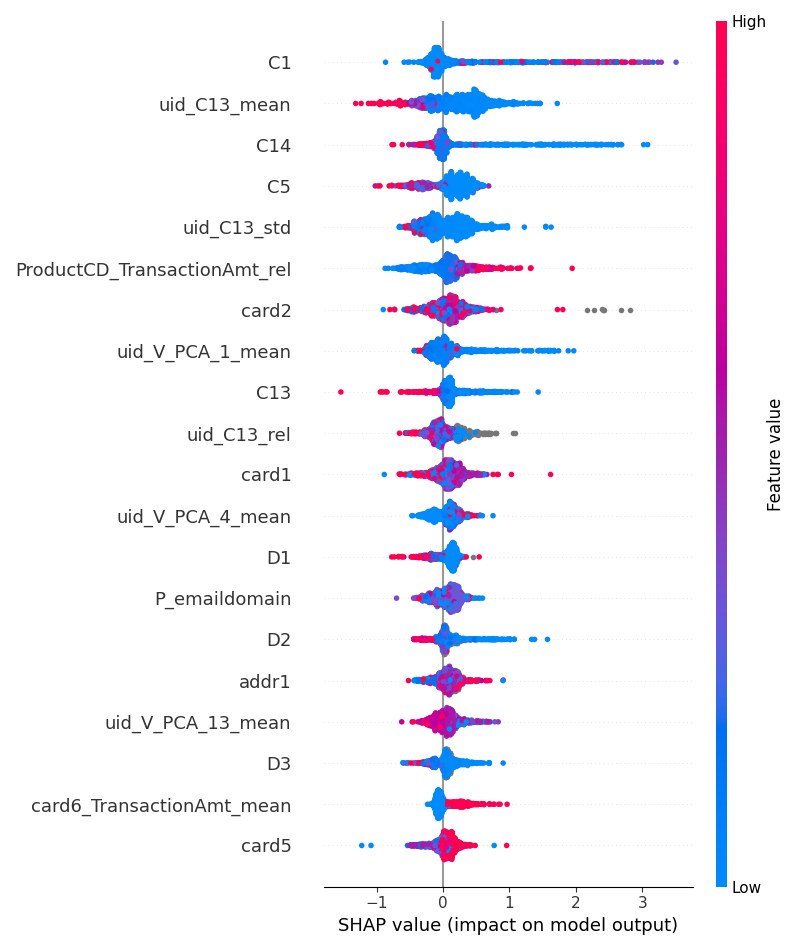 High
C1
uid_C13_mean
C14
C5
uid_C13_std
ProductCD_TransactionAmt_rel
card2
uid_V_PCA_1_mean
C13
uid_C13_rel
card1
uid_V_PCA_4_mean
D1
P_emaildomain
D2
addr1
uid_V_PCA_13_mean
D3
card6_TransactionAmt_mean
card5
Feature value
Low
−1 0 1 2 3
SHAP value (impact on model output)